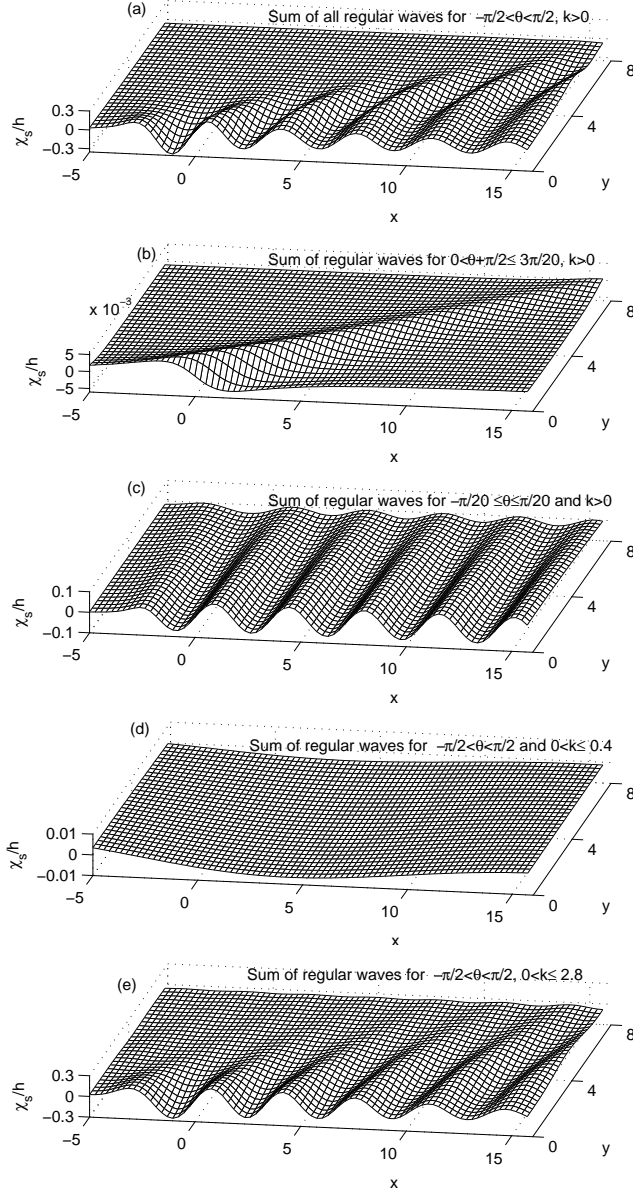 (a)
Sum of all regular waves for −π/2<θ<π/2, k>0
χs/h
0.3
0
−0.3
−5
0
5
10
15
x
0
4
8
y
(b)
Sum of regular waves for 0<θ+π/2≤ 3π/20, k>0
x 10⁻³
χs/h
5
0
−5
−5
0
5
10
15
x
0
4
8
y
(c)
Sum of regular waves for −π/20 ≤θ≤π/20 and k>0
χs/h
0.1
0
−0.1
−5
0
5
10
15
x
0
4
8
y
(d)
Sum of regular waves for −π/2<θ<π/2 and 0<k≤ 0.4
χs/h
0.01
0
−0.01
−5
0
5
10
15
x
0
4
8
y
(e)
Sum of regular waves for −π/2<θ<π/2, 0<k≤ 2.8
χs/h
0.3
0
−0.3
−5
0
5
10
15
x
0
4
8
y